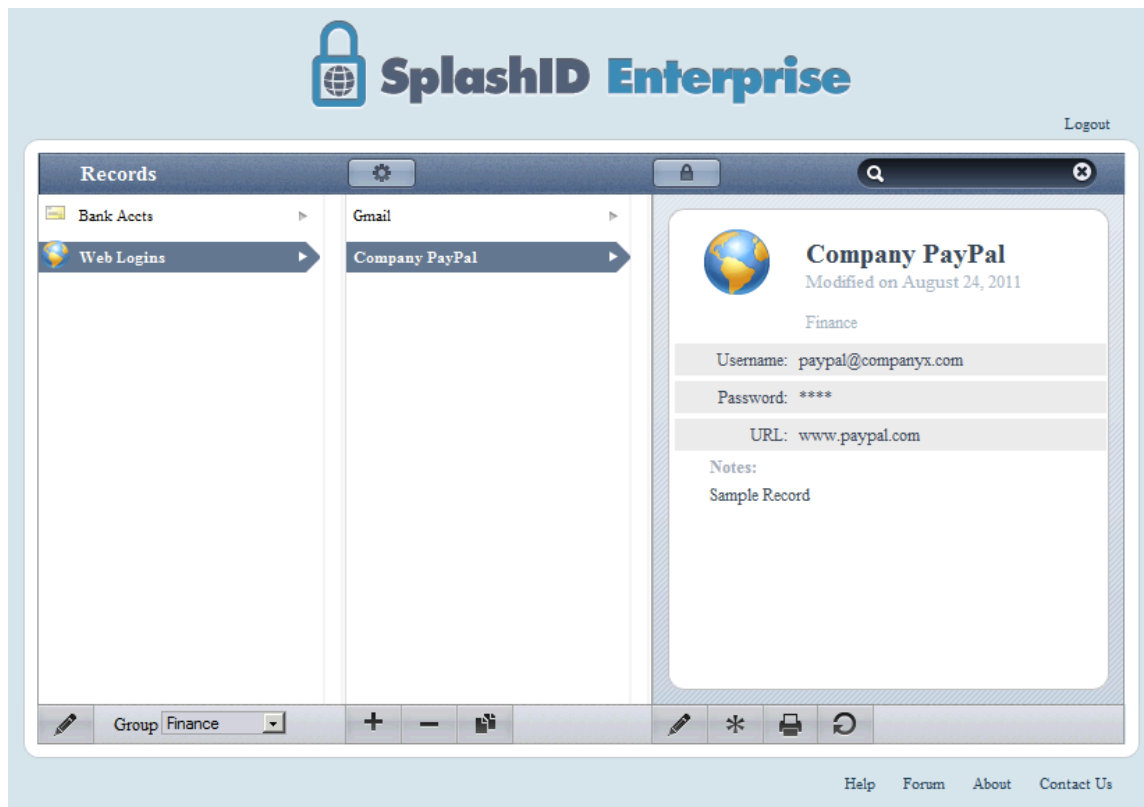 SplashID Enterprise
Logout
Records
Bank Accts
Web Logins
Gmail
Company PayPal
Company PayPal
Modified on August 24, 2011
Finance
Username: paypal@companyx.com
Password: ****
URL: www.paypal.com
Notes:
Sample Record
Group Finance
Help Forum About Contact Us